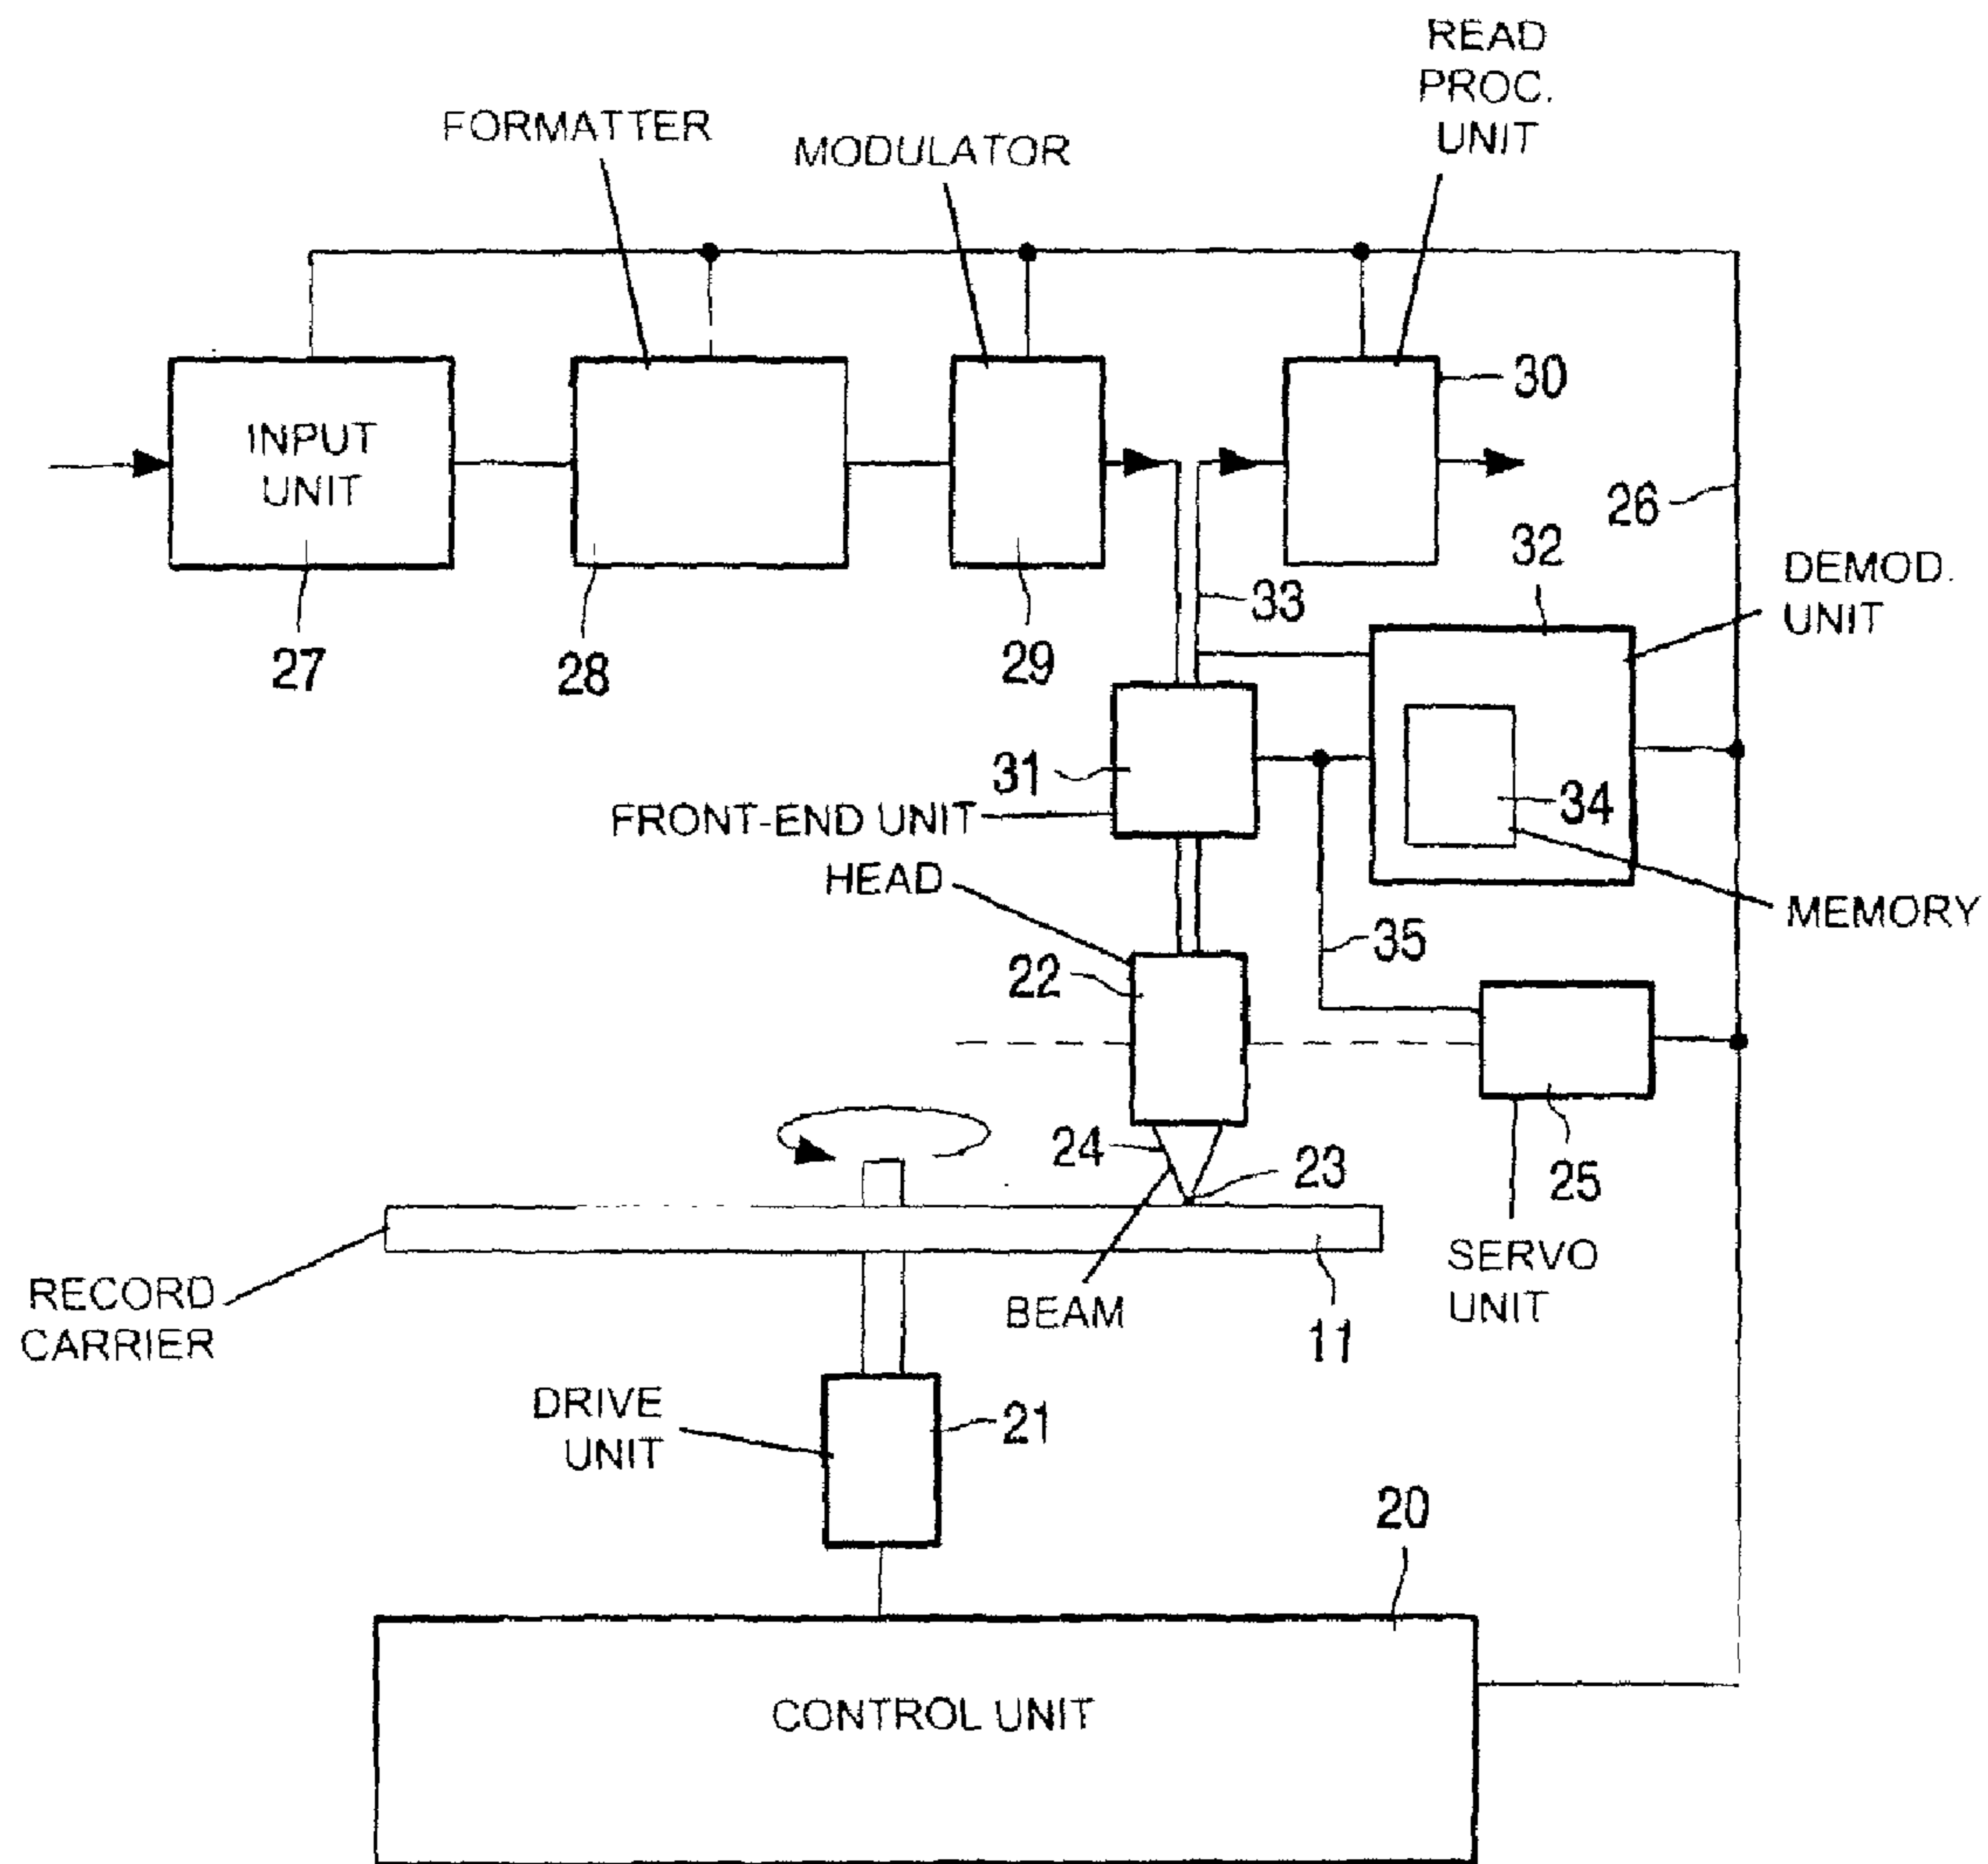 READ
PROC.
UNIT
FORMATTER
MODULATOR
30
INPUT
UNIT
26
32
DEMOD.
UNIT
33
27
28
29
31
34
FRONT-END UNIT
HEAD
MEMORY
35
22
24
23
25
SERVO
UNIT
RECORD
CARRIER
BEAM
11
DRIVE
UNIT
21
20
CONTROL UNIT